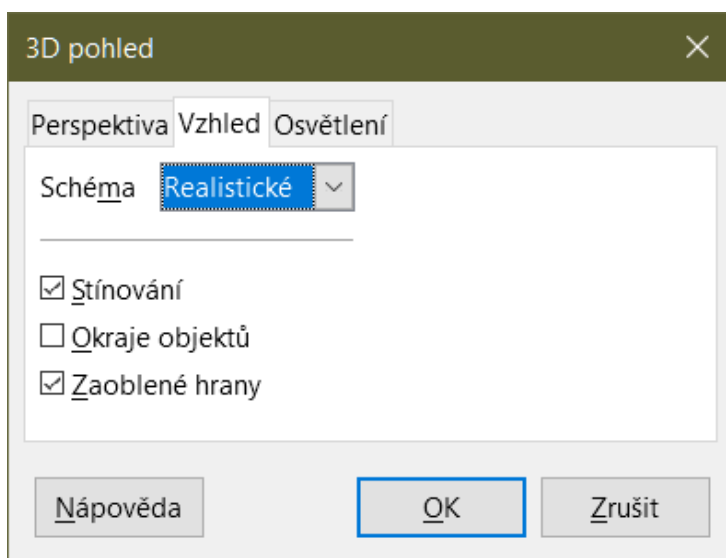 3D pohled
Perspektiva Vzhled Osvětlení
Schéma Realistické
Stínování
Okraje objektů
Zaoblené hrany
Nápověda OK Zrušit